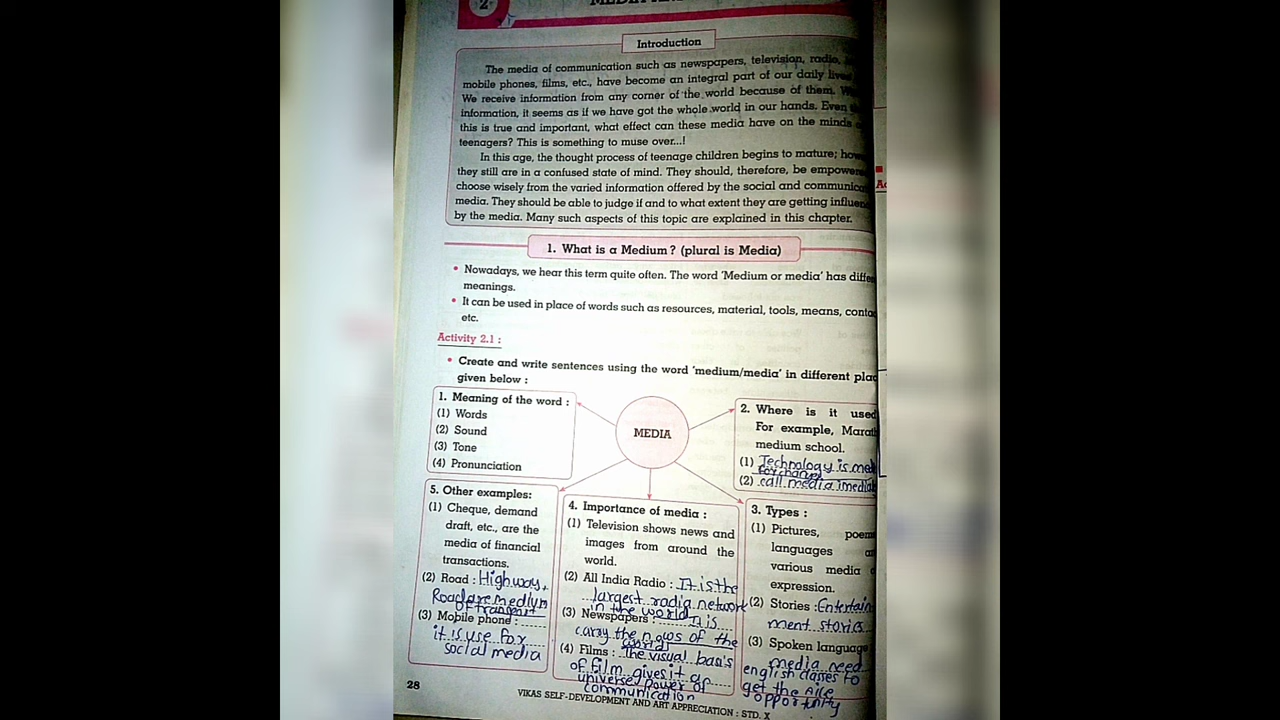 2
Introduction
The media of communication such as newspapers, television, radio,
mobile phones, films, etc., have become an integral part of our daily lives
We receive information from any corner of the world because of them.
information, it seems as if we have got the whole world in our hands. Even
this is true and important, what effect can these media have on the minds
teenagers? This is something to muse over...!
In this age, the thought process of teenage children begins to mature;
they still are in a confused state of mind. They should, therefore, be
choose wisely from the varied information offered by the social and
media. They should be able to judge if and to what extent they are getting
by the media. Many such aspects of this topic are explained in this chapter.
1. What is a Medium? (plural is Media)
• Nowadays, we hear this term quite often. The word 'Medium or media' has
meanings.
• It can be used in place of words such as resources, material, tools, means,
etc.
Activity 2.1 :
• Create and write sentences using the word 'medium/media' in different
given below :
1. Meaning of the word :
(1) Words
(2) Sound
(3) Tone
(4) Pronunciation
MEDIA
2. Where is it used
For example,
medium school.
(1) Technology is
for change
(2) call media
5. Other examples:
(1) Cheque, demand
draft, etc., are the
media of financial
transactions.
(2) Road : Highway,
Road are medium
of transport
(3) Mobile phone :
it is use for
social media
4. Importance of media :
(1) Television shows news and
images from around the
world.
(2) All India Radio : It is the
largest radia network
in the world
(3) Newspapers : It is
carry the news of the
world
(4) Films : The visual basis
of film gives it a
universe power of
communication
3. Types :
(1) Pictures,
languages
various media
expression.
(2) Stories : Entertain
ment stories
(3) Spoken language
media need
english classes to
get the
opportunity
28
VIKAS SELF-DEVELOPMENT AND ART APPRECIATION : STD. X